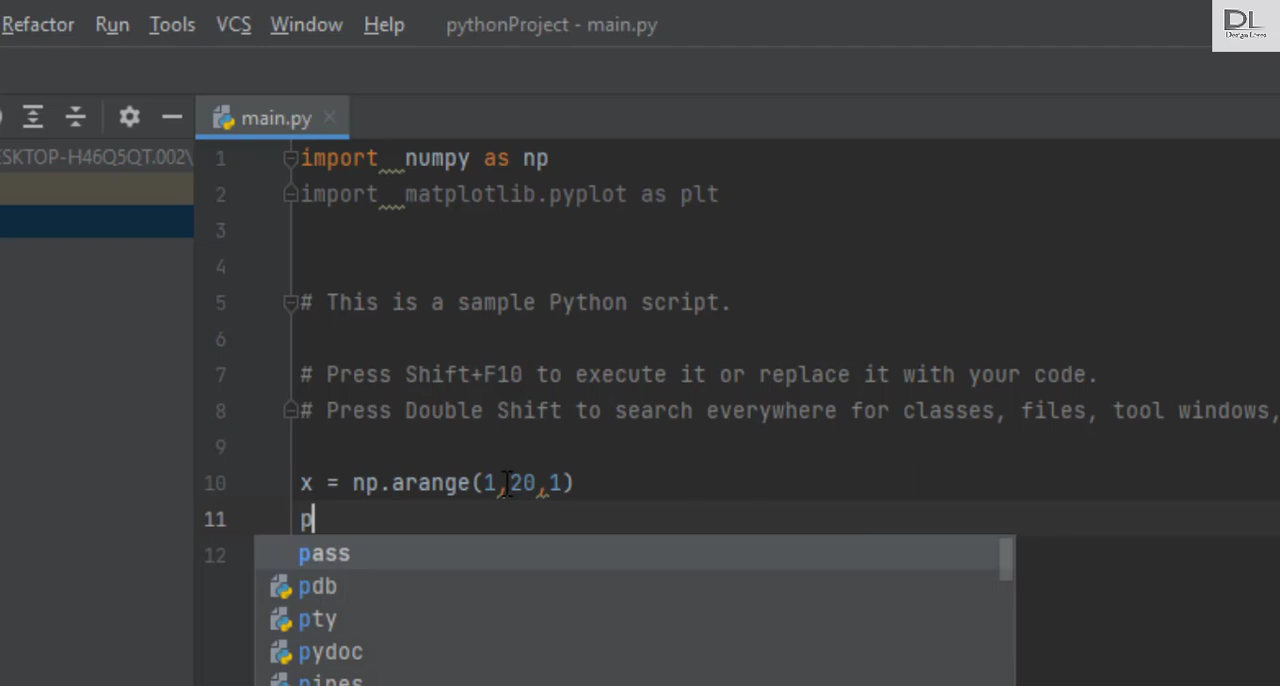 Refactor Run Tools VCS Window Help pythonProject - main.py
DL
main.py
ESKTOP-H46Q5QT.002\
1 import  numpy as np
2 import  matplotlib.pyplot as plt
3
4
5 # This is a sample Python script.
6
7 # Press Shift+F10 to execute it or replace it with your code.
8 # Press Double Shift to search everywhere for classes, files, tool windows,
9
10 x = np.arange(1,20,1)
11 p
12
pass
pdb
pty
pydoc
pipes